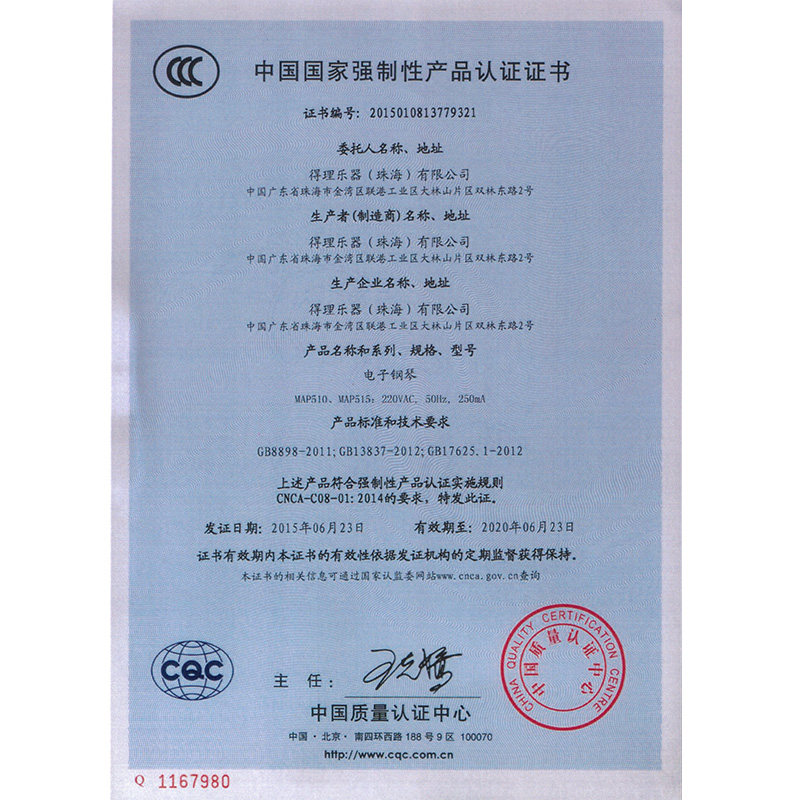 中国国家强制性产品认证证书
证书编号：2015010813779321
委托人名称、地址
得理乐器（珠海）有限公司
中国广东省珠海市金湾区联港工业区大林山片区双林东路2号
生产者(制造商)名称、地址
得理乐器（珠海）有限公司
中国广东省珠海市金湾区联港工业区大林山片区双林东路2号
生产企业名称、地址
得理乐器（珠海）有限公司
中国广东省珠海市金湾区联港工业区大林山片区双林东路2号
产品名称和系列、规格、型号
电子钢琴
MAP510、MAP515：220VAC, 50Hz, 250mA
产品标准和技术要求
GB8898-2011;GB13837-2012;GB17625.1-2012
上述产品符合强制性产品认证实施规则
CNCA-C08-01:2014的要求，特发此证。
发证日期：2015年06月23日 有效期至：2020年06月23日
证书有效期内本证书的有效性依据发证机构的定期监督获得保持。
本证书的相关信息可通过国家认监委网站www.cnca.gov.cn查询
CQC
主 任：
中国质量认证中心
中国·北京·南四环西路188号9区 100070
http://www.cqc.com.cn
CHINA QUALITY CERTIFICATION CENTRE
中国质量认证中心
Q 1167980